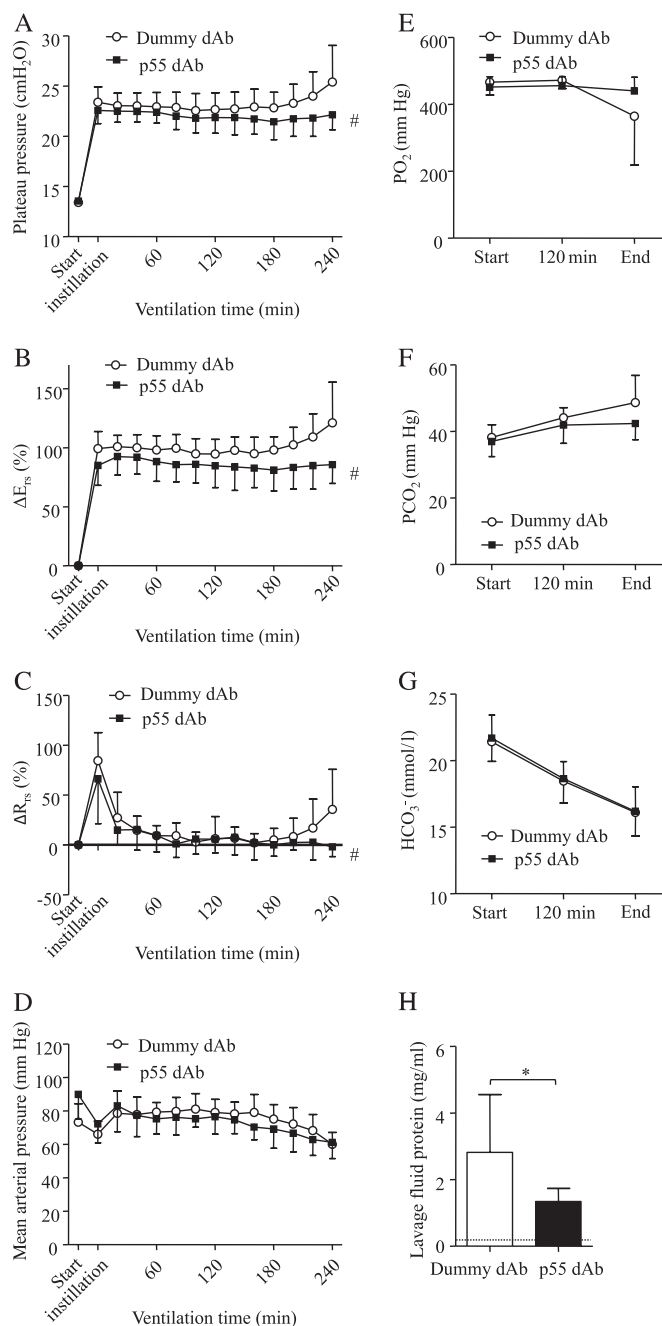 A
Dummy dAb
p55 dAb
Plateau pressure (cmH2O)
30
25
22
15
10
#
Start
instillation
60
120
180
240
Ventilation time (min)
B
Dummy dAb
p55 dAb
ΔErs (%)
150
100
50
0
#
Start
instillation
60
120
180
240
Ventilation time (min)
C
Dummy dAb
p55 dAb
ΔRrs (%)
150
100
50
0
-50
#
Start
instillation
60
120
180
240
Ventilation time (min)
D
Dummy dAb
p55 dAb
Mean arterial pressure (mm Hg)
120
100
80
60
40
20
0
Start
instillation
60
120
180
240
Ventilation time (min)
E
Dummy dAb
p55 dAb
PO2 (mm Hg)
600
400
200
0
Start 120 min End
F
PCO2 (mm Hg)
60
40
20
0
Dummy dAb
p55 dAb
Start 120 min End
G
HCO3- (mmol/l)
25
20
15
10
Dummy dAb
p55 dAb
Start 120 min End
H
Lavage fluid protein (mg/ml)
6
4
2
0
*
Dummy dAb p55 dAb